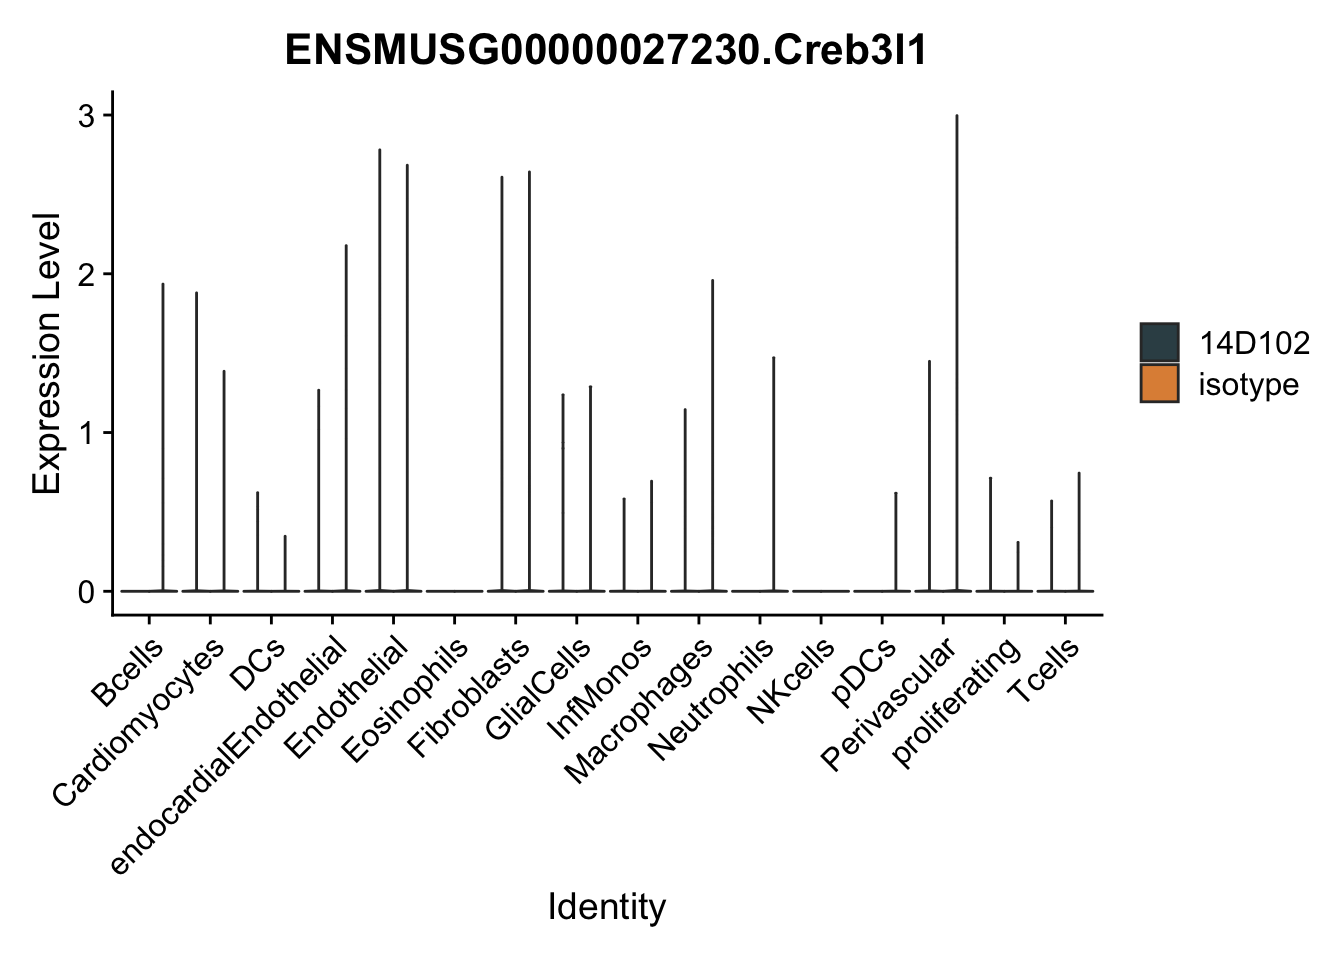 ENSMUSG00000027230.Creb3l1
Expression Level
3
2
1
0
Bcells
Cardiomyocytes
DCs
endocardialEndothelial
Endothelial
Eosinophils
Fibroblasts
GlialCells
InfMonos
Macrophages
Neutrophils
NKcells
pDCs
Perivascular
proliferating
Tcells
Identity
14D102
isotype